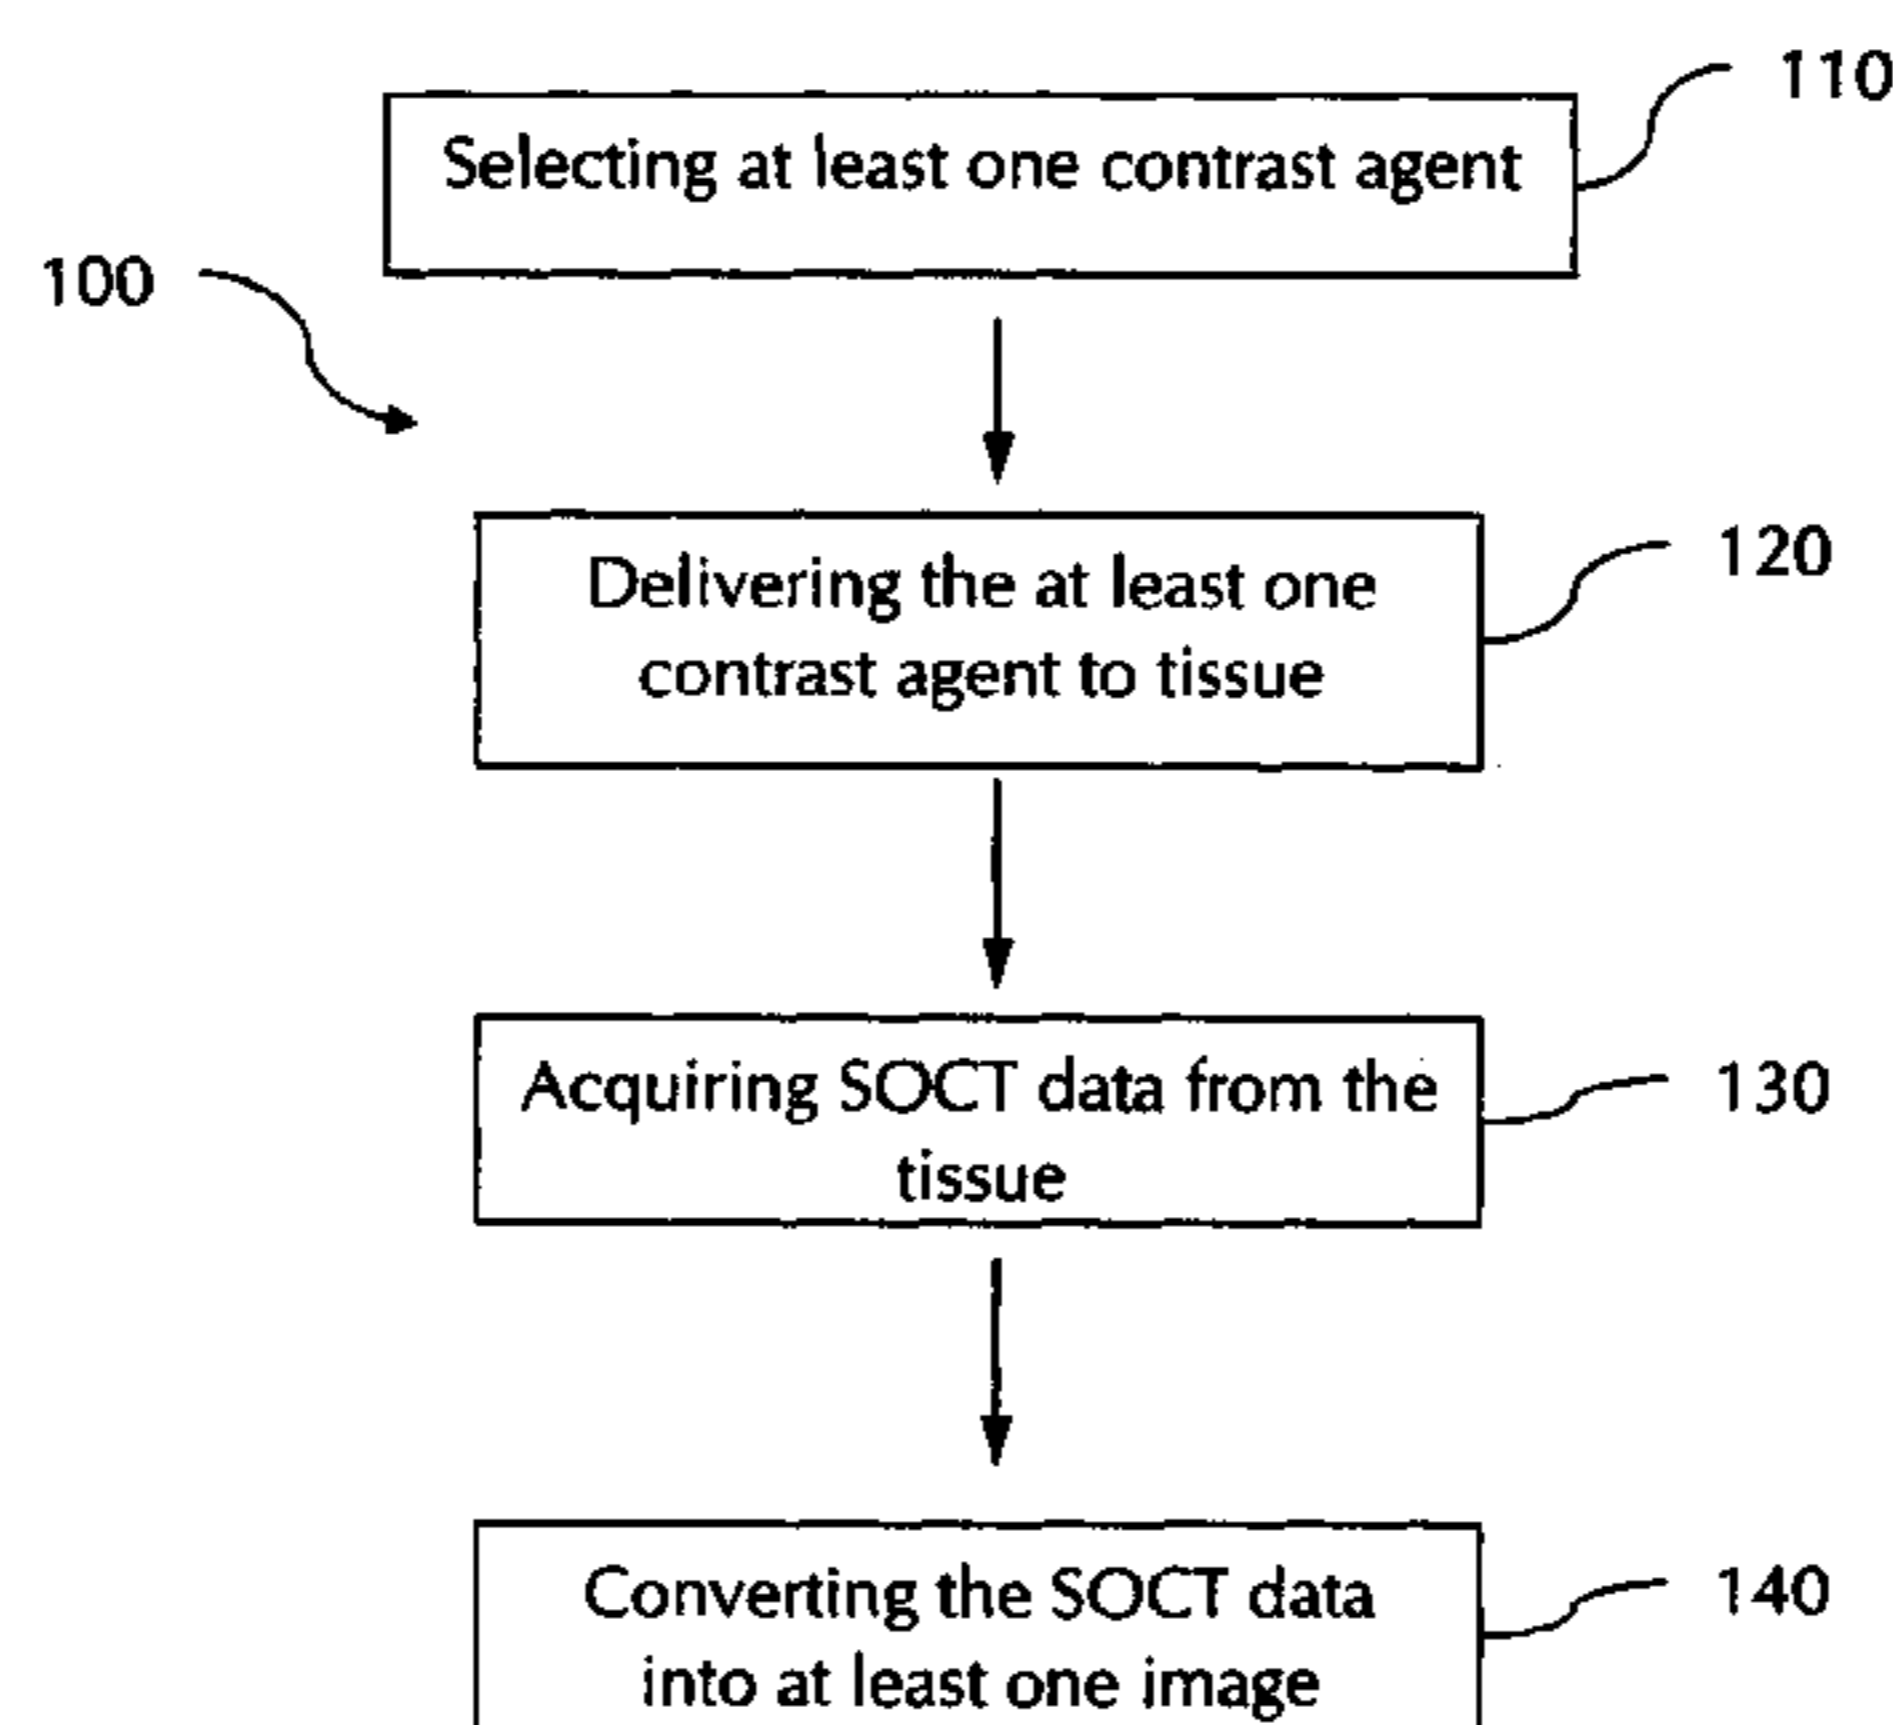 110
Selecting at least one contrast agent
100
Delivering the at least one
contrast agent to tissue
120
Acquiring SOCT data from the
tissue
130
Converting the SOCT data
into at least one image
140